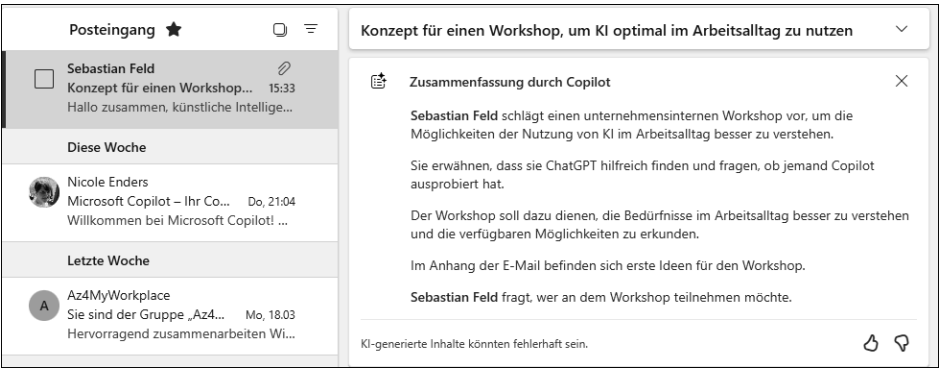 Posteingang
Sebastian Feld
Konzept für einen Workshop... 15:33
Hallo zusammen, künstliche Intellige...
Diese Woche
Nicole Enders
Microsoft Copilot – Ihr Co... Do, 21:04
Willkommen bei Microsoft Copilot! ...
Letzte Woche
A
Az4MyWorkplace
Sie sind der Gruppe „Az4... Mo, 18.03
Hervorragend zusammenarbeiten Wi...
Konzept für einen Workshop, um KI optimal im Arbeitsalltag zu nutzen
Zusammenfassung durch Copilot
Sebastian Feld schlägt einen unternehmensinternen Workshop vor, um die
Möglichkeiten der Nutzung von KI im Arbeitsalltag besser zu verstehen.
Sie erwähnen, dass sie ChatGPT hilfreich finden und fragen, ob jemand Copilot
ausprobiert hat.
Der Workshop soll dazu dienen, die Bedürfnisse im Arbeitsalltag besser zu verstehen
und die verfügbaren Möglichkeiten zu erkunden.
Im Anhang der E-Mail befinden sich erste Ideen für den Workshop.
Sebastian Feld fragt, wer an dem Workshop teilnehmen möchte.
KI-generierte Inhalte könnten fehlerhaft sein.